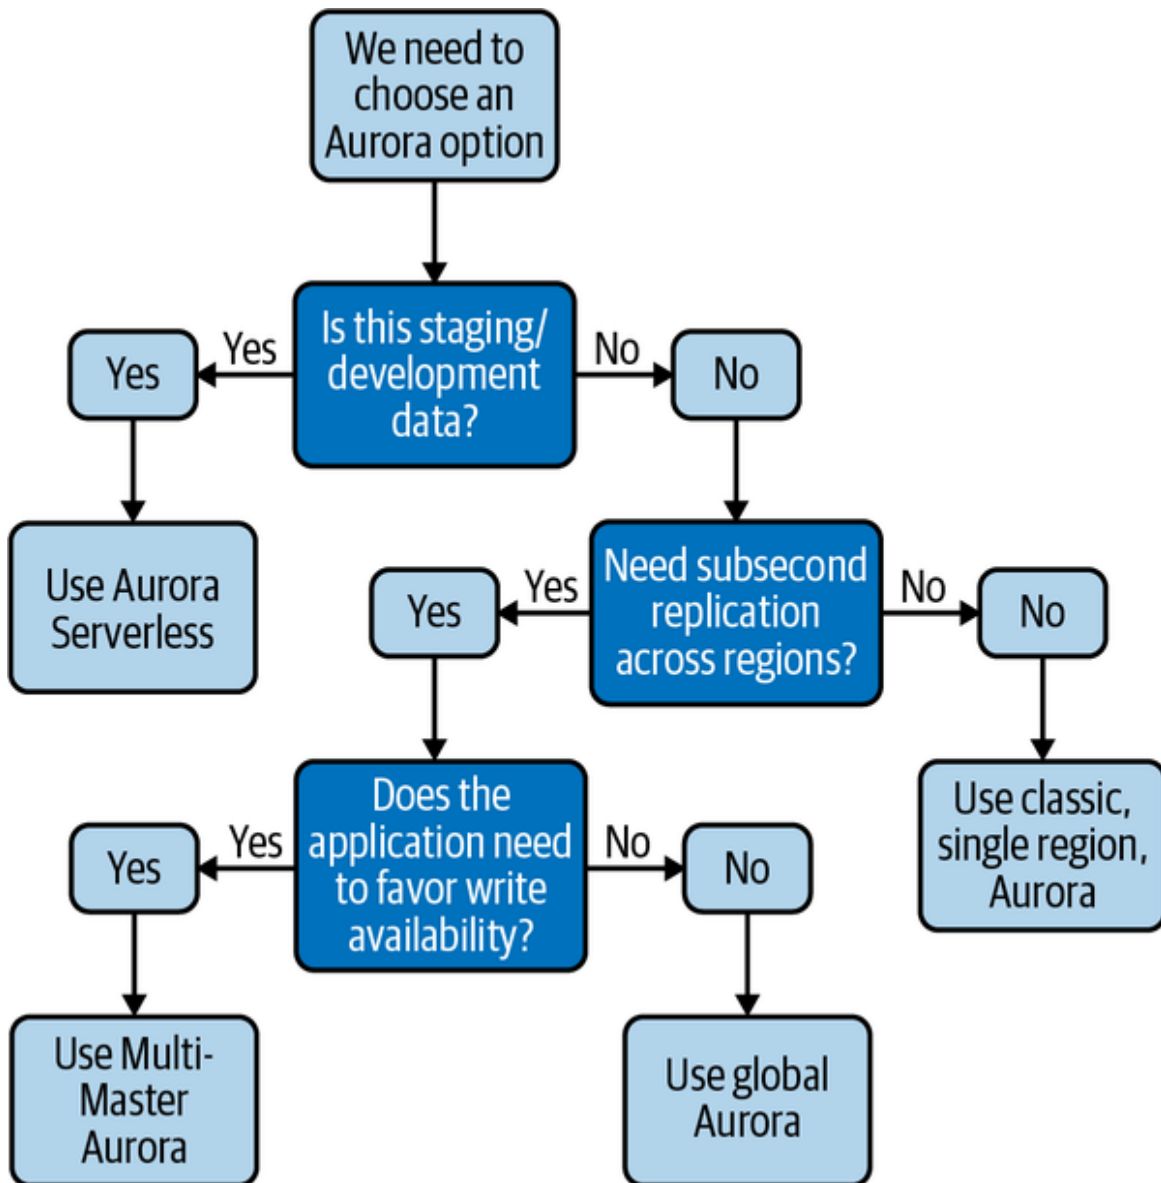 We need to
choose an
Aurora option
Is this staging/
development
data?
Yes
Yes
No
No
Use Aurora
Serverless
Need subsecond
replication
across regions?
Yes
Yes
No
No
Use classic,
single region,
Aurora
Does the
application need
to favor write
availability?
Yes
Yes
No
No
Use Multi-
Master
Aurora
Use global
Aurora